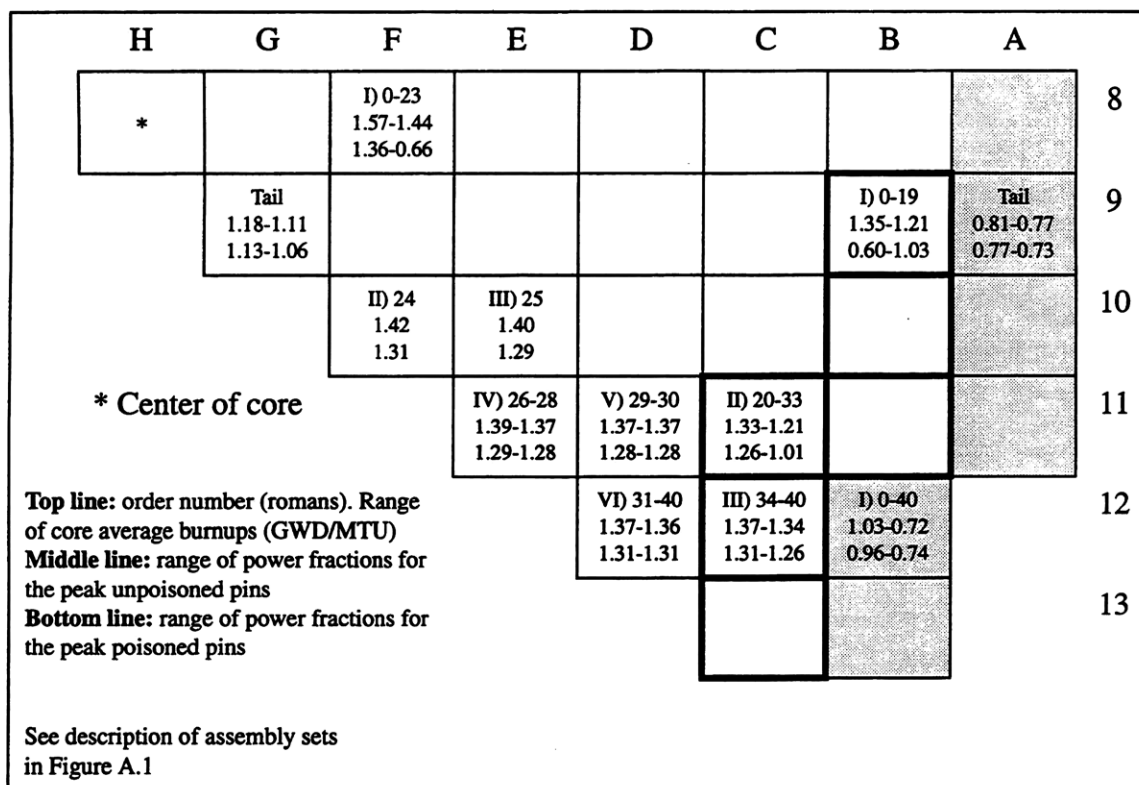 H G F E D C B A
I) 0-23
1.57-1.44
1.36-0.66
*
8
Tail
1.18-1.11
1.13-1.06
I) 0-19
1.35-1.21
0.60-1.03
Tail
0.81-0.77
0.77-0.73
9
II) 24
1.42
1.31
III) 25
1.40
1.29
10
* Center of core
IV) 26-28
1.39-1.37
1.29-1.28
V) 29-30
1.37-1.37
1.28-1.28
II) 20-33
1.33-1.21
1.26-1.01
11
VI) 31-40
1.37-1.36
1.31-1.31
III) 34-40
1.37-1.34
1.31-1.26
I) 0-40
1.03-0.72
0.96-0.74
12
13
Top line: order number (romans). Range
of core average burnups (GWD/MTU)
Middle line: range of power fractions for
the peak unpoisoned pins
Bottom line: range of power fractions for
the peak poisoned pins
See description of assembly sets
in Figure A.1